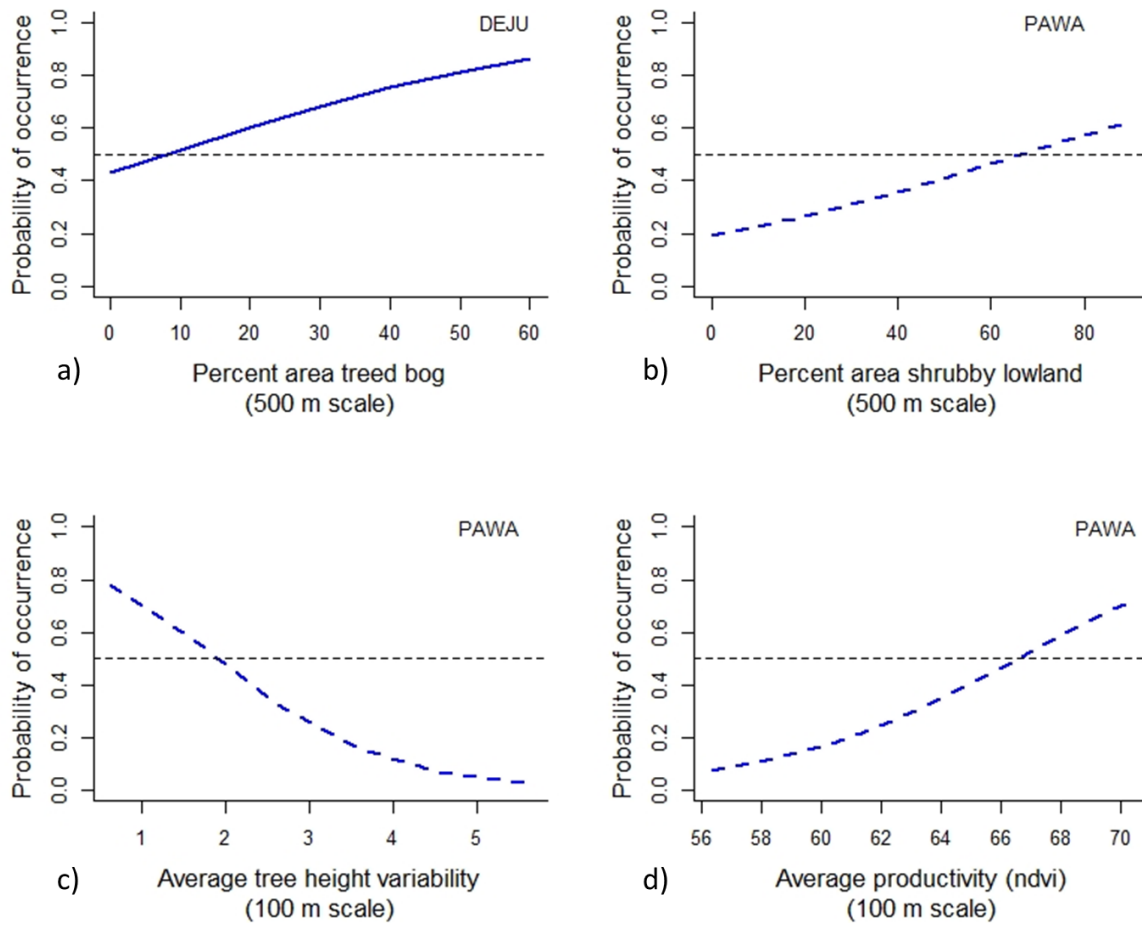 DEJU
Probability of occurrence
0.0 0.2 0.4 0.6 0.8 1.0
0 10 20 30 40 50 60
a)
Percent area treed bog
(500 m scale)
PAWA
Probability of occurrence
0.0 0.2 0.4 0.6 0.8 1.0
0 20 40 60 80
b)
Percent area shrubby lowland
(500 m scale)
PAWA
Probability of occurrence
0.0 0.2 0.4 0.6 0.8 1.0
1 2 3 4 5
c)
Average tree height variability
(100 m scale)
PAWA
Probability of occurrence
0.0 0.2 0.4 0.6 0.8 1.0
56 58 60 62 64 66 68 70
d)
Average productivity (ndvi)
(100 m scale)